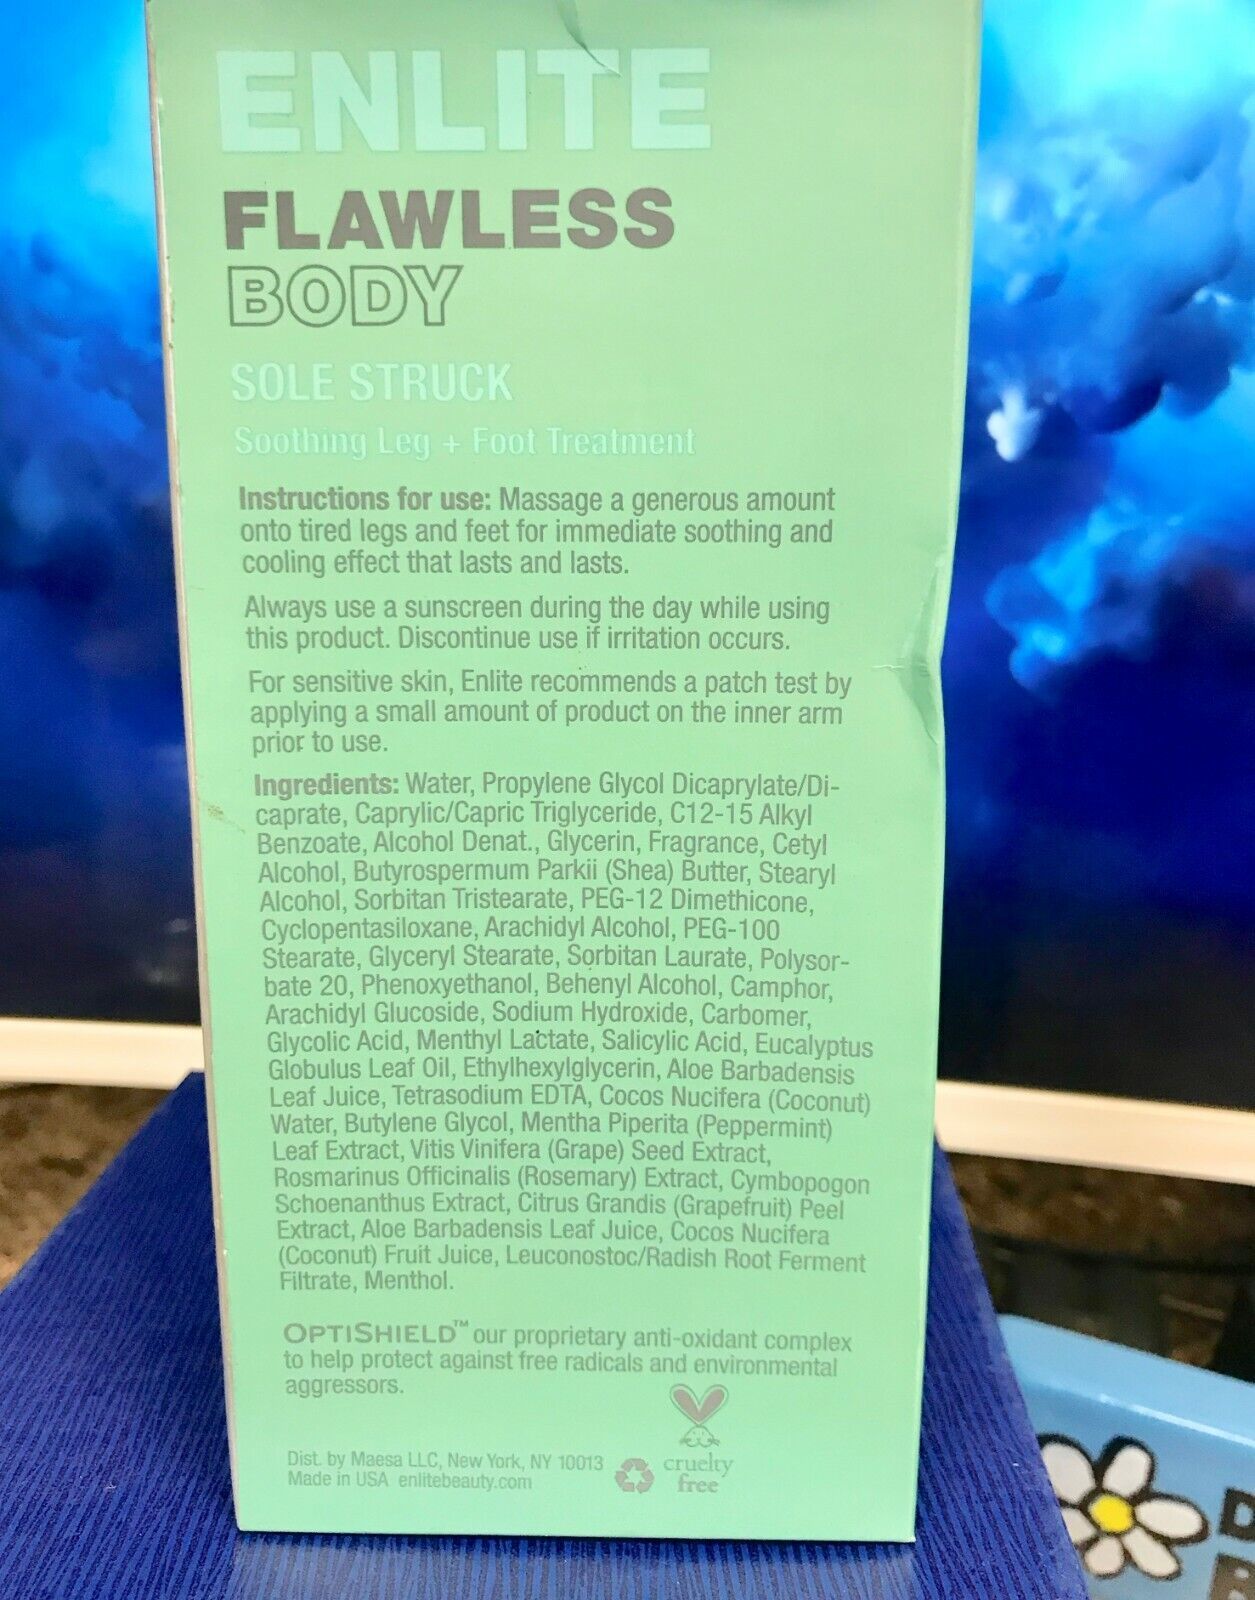 ENLITE
FLAWLESS
BODY
SOLE STRUCK
Soothing Leg + Foot Treatment
Instructions for use: Massage a generous amount
onto tired legs and feet for immediate soothing and
cooling effect that lasts and lasts.
Always use a sunscreen during the day while using
this product. Discontinue use if irritation occurs.
For sensitive skin, Enlite recommends a patch test by
applying a small amount of product on the inner arm
prior to use.
Ingredients: Water, Propylene Glycol Dicaprylate/Di-
caprate, Caprylic/Capric Triglyceride, C12-15 Alkyl
Benzoate, Alcohol Denat., Glycerin, Fragrance, Cetyl
Alcohol, Butyrospermum Parkii (Shea) Butter, Stearyl
Alcohol, Sorbitan Tristearate, PEG-12 Dimethicone,
Cyclopentasiloxane, Arachidyl Alcohol, PEG-100
Stearate, Glyceryl Stearate, Sorbitan Laurate, Polysor-
bate 20, Phenoxyethanol, Behenyl Alcohol, Camphor,
Arachidyl Glucoside, Sodium Hydroxide, Carbomer,
Glycolic Acid, Menthyl Lactate, Salicylic Acid, Eucalyptus
Globulus Leaf Oil, Ethylhexylglycerin, Aloe Barbadensis
Leaf Juice, Tetrasodium EDTA, Cocos Nucifera (Coconut)
Water, Butylene Glycol, Mentha Piperita (Peppermint)
Leaf Extract, Vitis Vinifera (Grape) Seed Extract,
Rosmarinus Officinalis (Rosemary) Extract, Cymbopogon
Schoenanthus Extract, Citrus Grandis (Grapefruit) Peel
Extract, Aloe Barbadensis Leaf Juice, Cocos Nucifera
(Coconut) Fruit Juice, Leuconostoc/Radish Root Ferment
Filtrate, Menthol.
OPTISHIELD™ our proprietary anti-oxidant complex
to help protect against free radicals and environmental
aggressors.
Dist. by Maesa LLC, New York, NY 10013
Made in USA enlitebeauty.com
cruelty
free